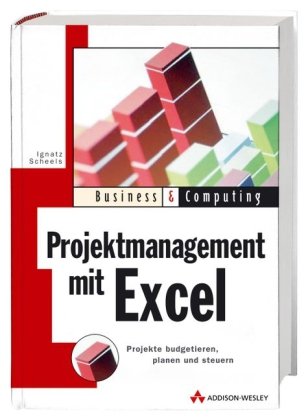 Ignatz
Scheels
Business & Computing
Projektmanagement
mit Excel
Projekte budgetieren,
planen und steuern
ADDISON-WESLEY